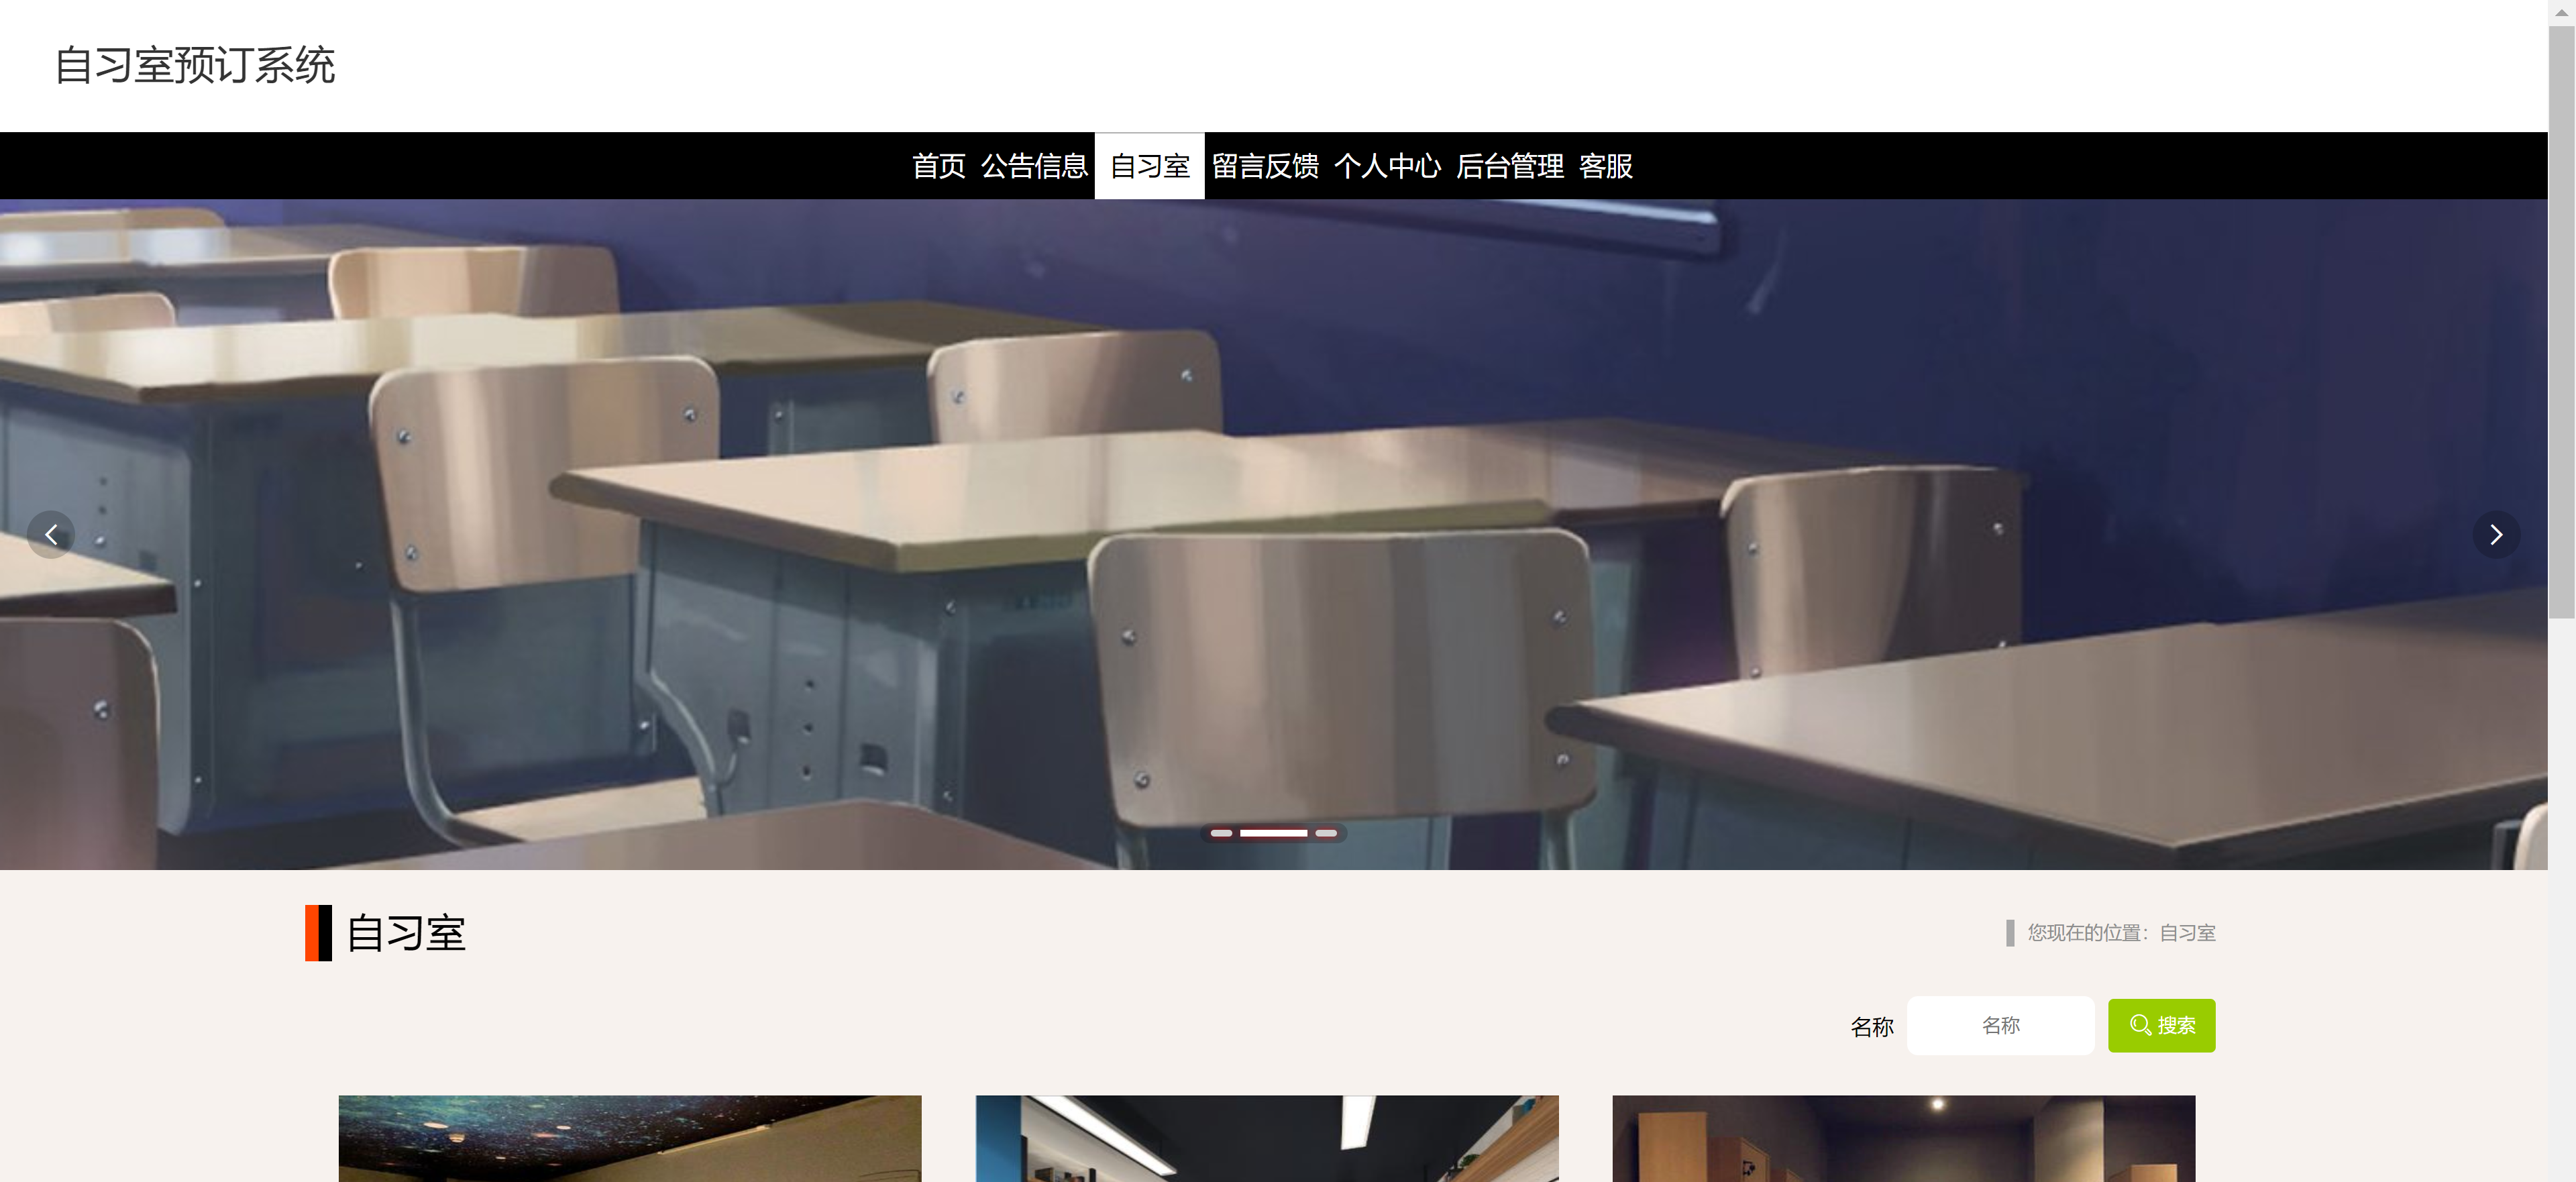 自习室预订系统
首页 公告信息 自习室 留言反馈 个人中心 后台管理 客服
自习室
您现在的位置：自习室
名称 名称 搜索